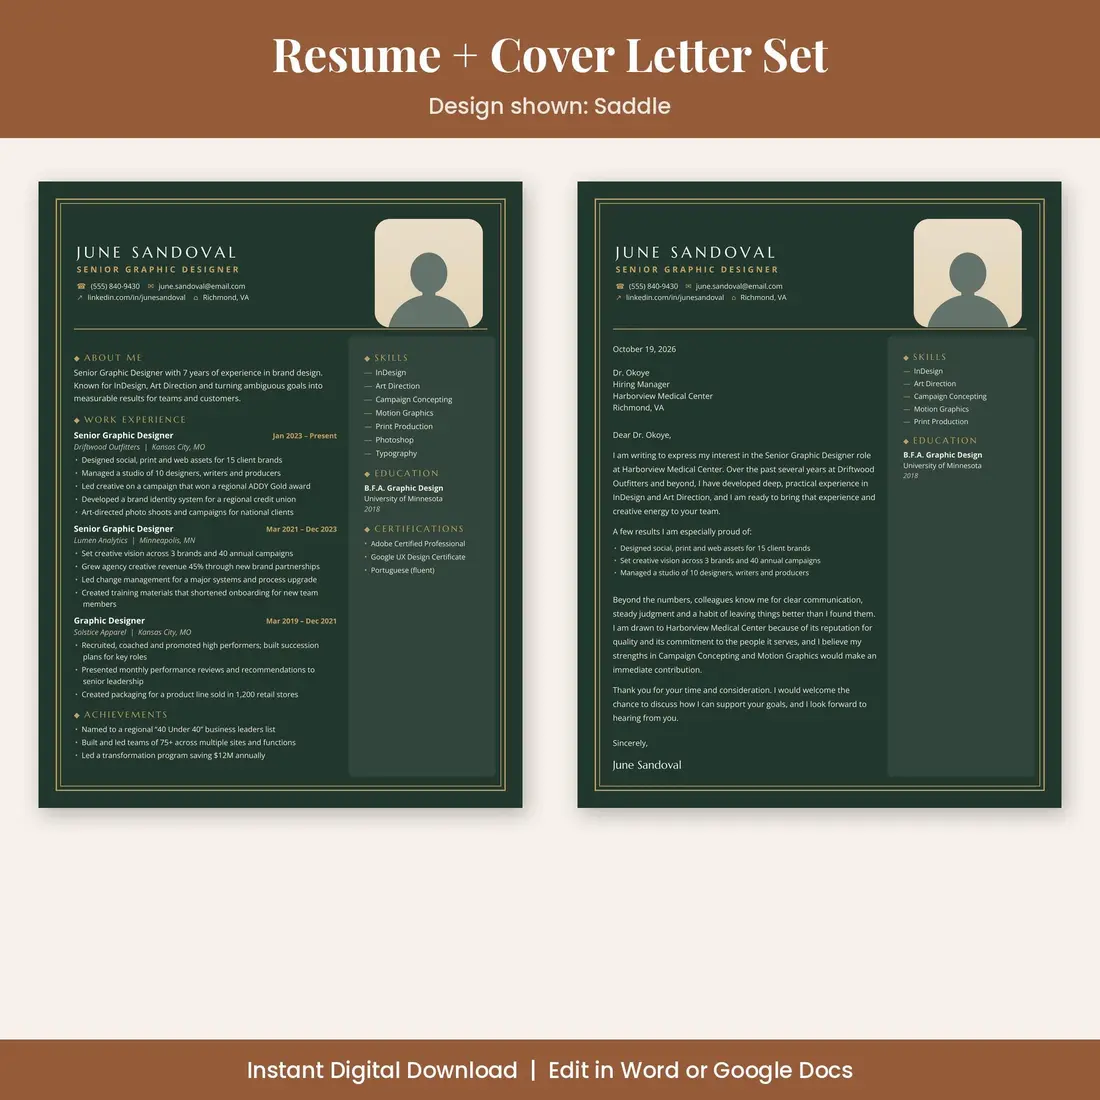 Resume + Cover Letter Set
Design shown: Saddle
JUNE SANDOVAL
SENIOR GRAPHIC DESIGNER
☎ (555) 840-9430 ✉ june.sandoval@email.com
↗ linkedin.com/in/junesandoval ⌂ Richmond, VA
◆ ABOUT ME
Senior Graphic Designer with 7 years of experience in brand design.
Known for InDesign, Art Direction and turning ambiguous goals into
measurable results for teams and customers.
◆ WORK EXPERIENCE
Senior Graphic Designer Jan 2023 – Present
Driftwood Outfitters | Kansas City, MO
• Designed social, print and web assets for 15 client brands
• Managed a studio of 10 designers, writers and producers
• Led creative on a campaign that won a regional ADDY Gold award
• Developed a brand identity system for a regional credit union
• Art-directed photo shoots and campaigns for national clients
Senior Graphic Designer Mar 2021 – Dec 2023
Lumen Analytics | Minneapolis, MN
• Set creative vision across 3 brands and 40 annual campaigns
• Grew agency creative revenue 45% through new brand partnerships
• Led change management for a major systems and process upgrade
• Created training materials that shortened onboarding for new team
members
Graphic Designer Mar 2019 – Dec 2021
Solstice Apparel | Kansas City, MO
• Recruited, coached and promoted high performers; built succession
plans for key roles
• Presented monthly performance reviews and recommendations to
senior leadership
• Created packaging for a product line sold in 1,200 retail stores
◆ ACHIEVEMENTS
• Named to a regional “40 Under 40” business leaders list
• Built and led teams of 75+ across multiple sites and functions
• Led a transformation program saving $12M annually
◆ SKILLS
— InDesign
— Art Direction
— Campaign Concepting
— Motion Graphics
— Print Production
— Photoshop
— Typography
◆ EDUCATION
B.F.A. Graphic Design
University of Minnesota
2018
◆ CERTIFICATIONS
• Adobe Certified Professional
• Google UX Design Certificate
• Portuguese (fluent)
JUNE SANDOVAL
SENIOR GRAPHIC DESIGNER
☎ (555) 840-9430 ✉ june.sandoval@email.com
↗ linkedin.com/in/junesandoval ⌂ Richmond, VA
October 19, 2026
Dr. Okoye
Hiring Manager
Harborview Medical Center
Richmond, VA
Dear Dr. Okoye,
I am writing to express my interest in the Senior Graphic Designer role
at Harborview Medical Center. Over the past several years at Driftwood
Outfitters and beyond, I have developed deep, practical experience in
InDesign and Art Direction, and I am ready to bring that experience and
creative energy to your team.
A few results I am especially proud of:
• Designed social, print and web assets for 15 client brands
• Set creative vision across 3 brands and 40 annual campaigns
• Managed a studio of 10 designers, writers and producers
Beyond the numbers, colleagues know me for clear communication,
steady judgment and a habit of leaving things better than I found them.
I am drawn to Harborview Medical Center because of its reputation for
quality and its commitment to the people it serves, and I believe my
strengths in Campaign Concepting and Motion Graphics would make an
immediate contribution.
Thank you for your time and consideration. I would welcome the
chance to discuss how I can support your goals, and I look forward to
hearing from you.
Sincerely,
June Sandoval
◆ SKILLS
— InDesign
— Art Direction
— Campaign Concepting
— Motion Graphics
— Print Production
◆ EDUCATION
B.F.A. Graphic Design
University of Minnesota
2018
Instant Digital Download | Edit in Word or Google Docs